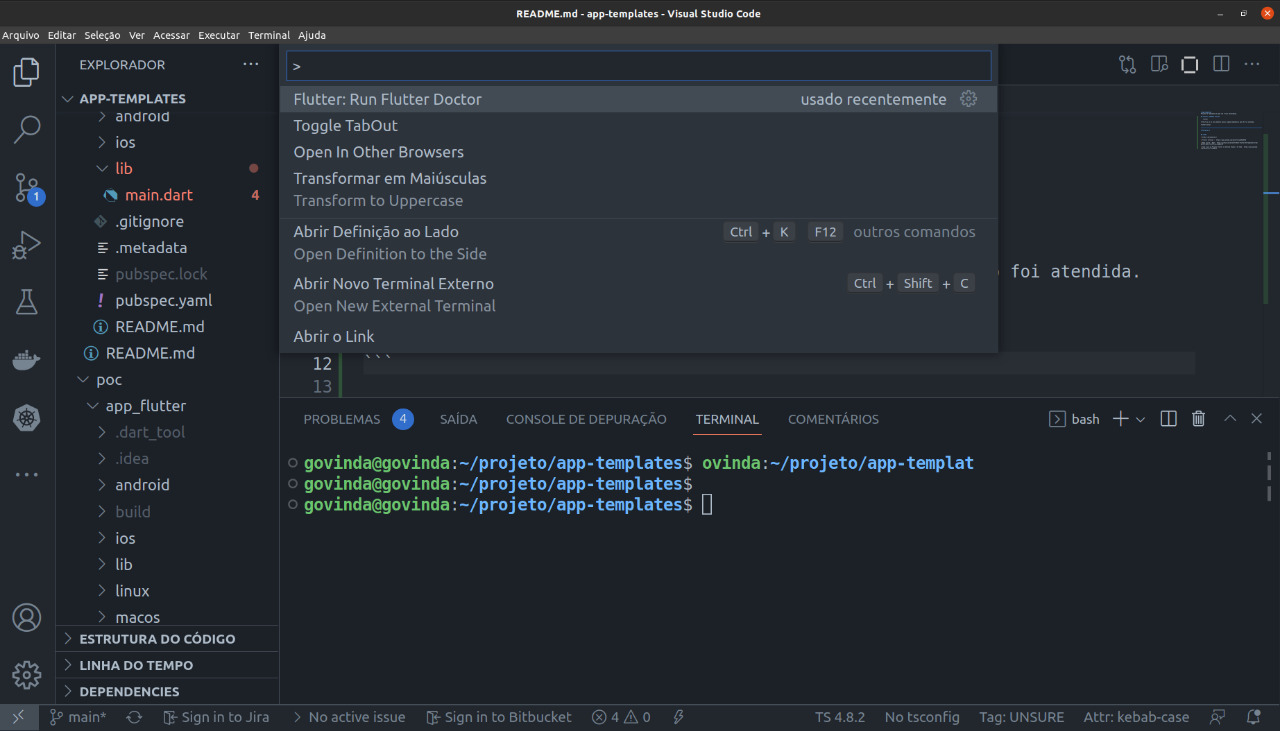 README.md - app-templates - Visual Studio Code
Arquivo Editar Seleção Ver Acessar Executar Terminal Ajuda
EXPLORADOR
APP-TEMPLATES
android
ios
lib
main.dart 4
.gitignore
.metadata
pubspec.lock
! pubspec.yaml
README.md
README.md
poc
app_flutter
.dart_tool
.idea
android
build
ios
lib
linux
macos
ESTRUTURA DO CÓDIGO
LINHA DO TEMPO
DEPENDENCIES
1
>
Flutter: Run Flutter Doctor usado recentemente
Toggle TabOut
Open In Other Browsers
Transformar em Maiúsculas
Transform to Uppercase
Abrir Definição ao Lado Ctrl + K F12 outros comandos
Open Definition to the Side
Abrir Novo Terminal Externo Ctrl + Shift + C
Open New External Terminal
Abrir o Link
foi atendida.
12 ```
13
PROBLEMAS 4 SAÍDA CONSOLE DE DEPURAÇÃO TERMINAL COMENTÁRIOS bash
govinda@govinda:~/projeto/app-templates$ ovinda:~/projeto/app-templat
govinda@govinda:~/projeto/app-templates$
govinda@govinda:~/projeto/app-templates$
main* Sign in to Jira No active issue Sign in to Bitbucket 4 0 TS 4.8.2 No tsconfig Tag: UNSURE Attr: kebab-case